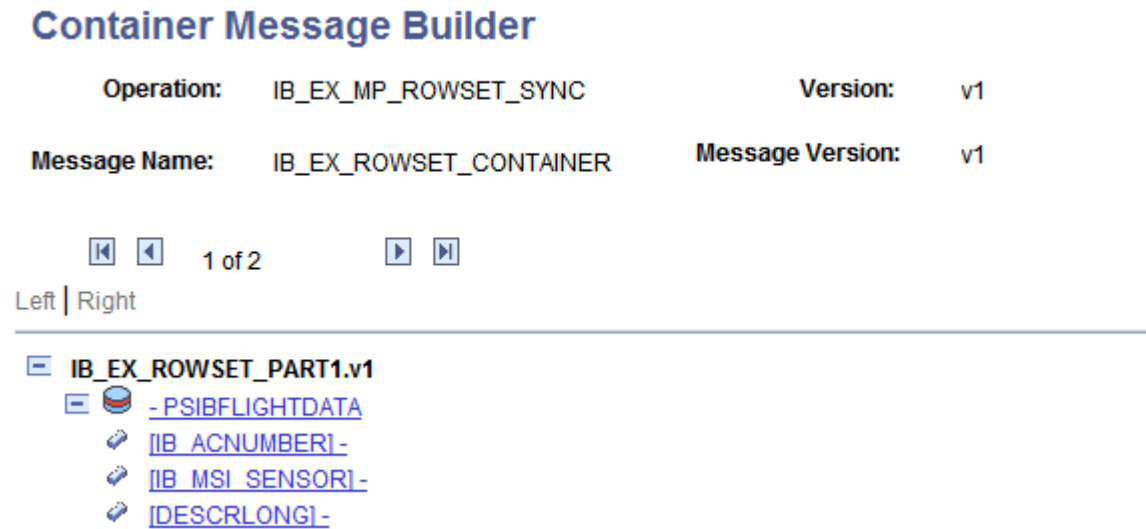 Container Message Builder
Operation: IB_EX_MP_ROWSET_SYNC Version: v1
Message Name: IB_EX_ROWSET_CONTAINER Message Version: v1
1 of 2
Left | Right
IB_EX_ROWSET_PART1.v1
- PSIBFLIGHTDATA
[IB_ACNUMBER] -
[IB_MSI_SENSOR] -
[DESCRLONG] -